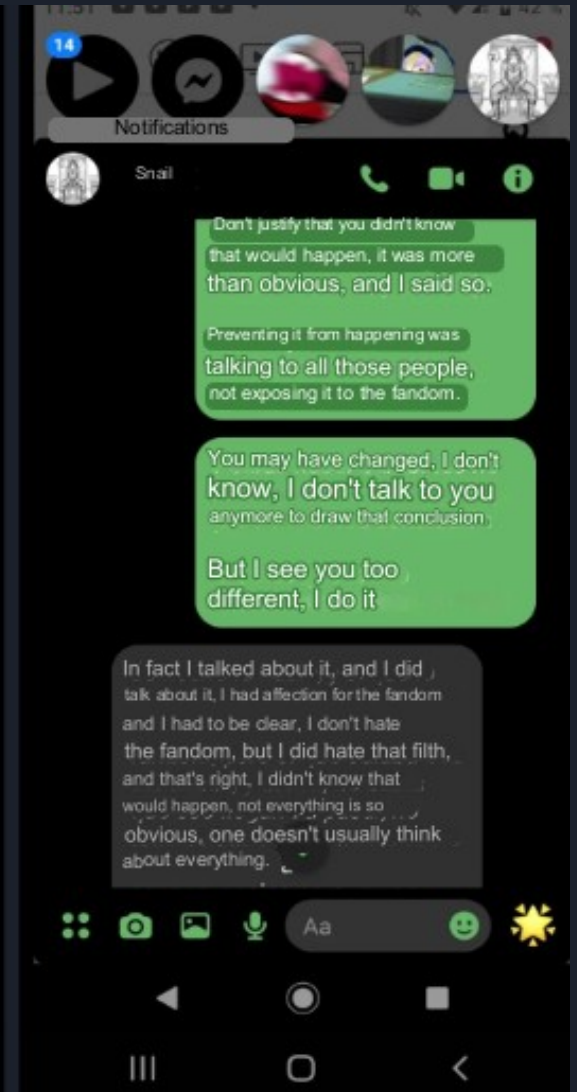 11:51
42
14
Notifications
Snail
Don't justify that you didn't know
that would happen, it was more
than obvious, and I said so.
Preventing it from happening was
talking to all those people,
not exposing it to the fandom.
You may have changed, I don't
know, I don't talk to you
anymore to draw that conclusion.
But I see you too
different, I do it
In fact I talked about it, and I did
talk about it, I had affection for the fandom
and I had to be clear, I don't hate
the fandom, but I did hate that filth,
and that's right, I didn't know that
would happen, not everything is so
obvious, one doesn't usually think
about everything.
Aa